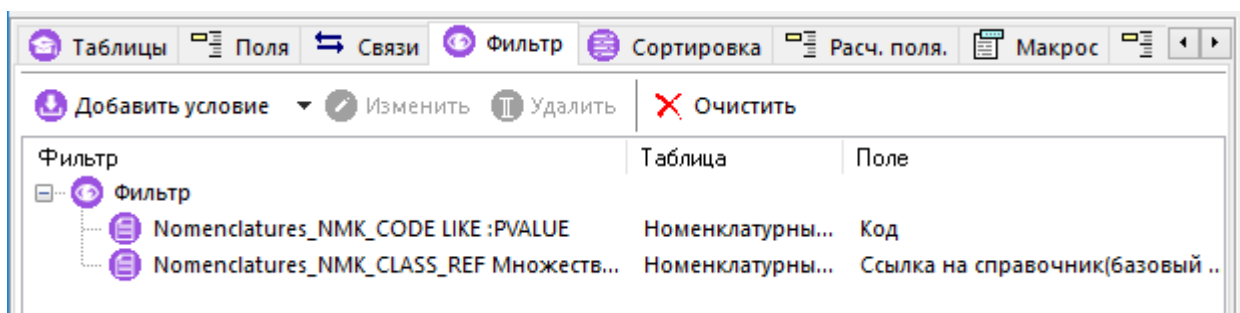 Таблицы Поля Связи Фильтр Сортировка Расч. поля. Макрос
Добавить условие Изменить Удалить Очистить
Фильтр Таблица Поле
Фильтр
Nomenclatures_NMK_CODE LIKE :PVALUE Номенклатурны... Код
Nomenclatures_NMK_CLASS_REF Множеств... Номенклатурны... Ссылка на справочник(базовый ..